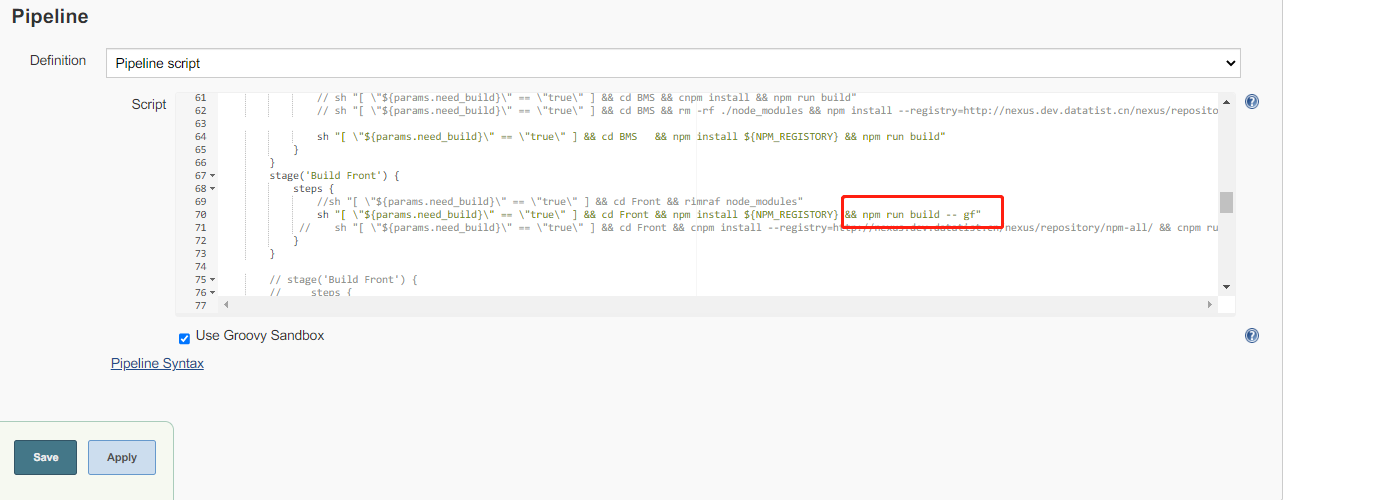 Pipeline
Definition
Pipeline script
Script
61 // sh "[ \"${params.need_build}\" == \"true\" ] && cd BMS && cnpm install && npm run build"
62 // sh "[ \"${params.need_build}\" == \"true\" ] && cd BMS && rm -rf ./node_modules && npm install --registry=http://nexus.dev.datatist.cn/nexus/reposito
63
64 sh "[ \"${params.need_build}\" == \"true\" ] && cd BMS   && npm install ${NPM_REGISTORY} && npm run build"
65 }
66 }
67 stage('Build Front') {
68 steps {
69 //sh "[ \"${params.need_build}\" == \"true\" ] && cd Front && rimraf node_modules"
70 sh "[ \"${params.need_build}\" == \"true\" ] && cd Front && npm install ${NPM_REGISTORY} && npm run build -- gf"
71 //    sh "[ \"${params.need_build}\" == \"true\" ] && cd Front && cnpm install --registry=http://nexus.dev.datatist.cn/nexus/repository/npm-all/ && cnpm ru
72 }
73 }
74
75 // stage('Build Front') {
76 //     steps {
77
Use Groovy Sandbox
Pipeline Syntax
Save
Apply